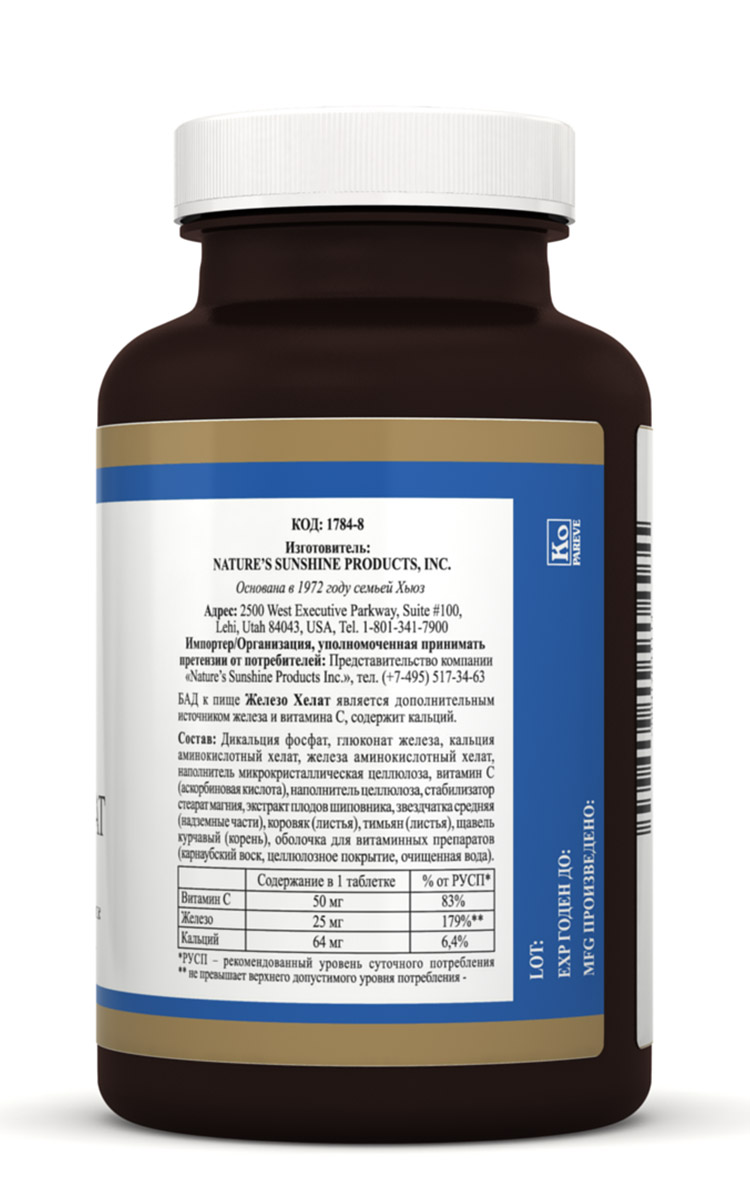 КОД: 1784-8
Изготовитель:
NATURE'S SUNSHINE PRODUCTS, INC.
Основана в 1972 году семьей Хьюз
Адрес: 2500 West Executive Parkway, Suite #100,
Lehi, Utah 84043, USA, Tel. 1-801-341-7900
Импортер/Организация, уполномоченная принимать
претензии от потребителей: Представительство компании
«Nature's Sunshine Products Inc.», тел. (+7-495) 517-34-63
БАД к пище Железо Хелат является дополнительным
источником железа и витамина С, содержит кальций.
Состав: Дикальция фосфат, глюконат железа, кальция
аминокислотный хелат, железа аминокислотный хелат,
наполнитель микрокристаллическая целлюлоза, витамин С
(аскорбиновая кислота), наполнитель целлюлоза, стабилизатор
стеарат магния, экстракт плодов шиповника, звездчатка средняя
(надземные части), коровяк (листья), тимьян (листья), щавель
курчавый (корень), оболочка для витаминных препаратов
(карнаубский воск, целлюлозное покрытие, очищенная вода).
Содержание в 1 таблетке % от РУСП*
Витамин С 50 мг 83%
Железо 25 мг 179%**
Кальций 64 мг 6,4%
*РУСП – рекомендованный уровень суточного потребления
** не превышает верхнего допустимого уровня потребления -
АТ
Ko
PAREVE
LOT:
EXP ГОДЕН ДО:
MFG ПРОИЗВЕДЕНО: